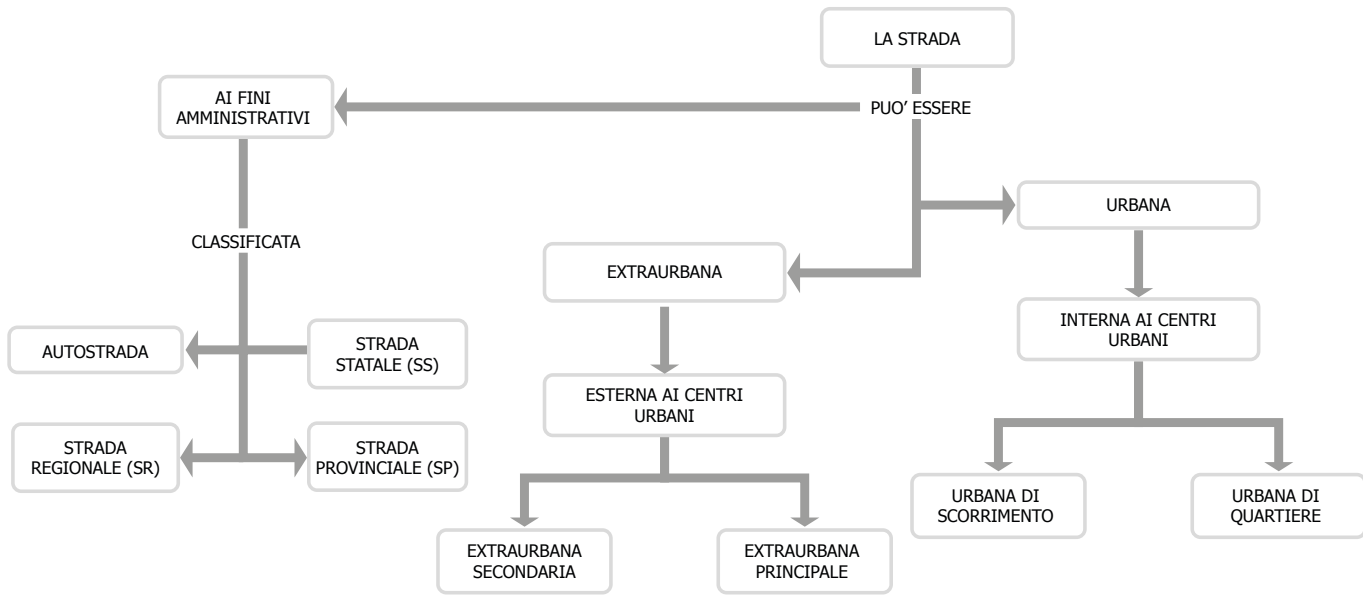 LA STRADA
AI FINI
AMMINISTRATIVI
PUO' ESSERE
URBANA
CLASSIFICATA
EXTRAURBANA
INTERNA AI CENTRI
URBANI
AUTOSTRADA
STRADA
STATALE (SS)
ESTERNA AI CENTRI
URBANI
STRADA
REGIONALE (SR)
STRADA
PROVINCIALE (SP)
URBANA DI
SCORRIMENTO
URBANA DI
QUARTIERE
EXTRAURBANA
SECONDARIA
EXTRAURBANA
PRINCIPALE